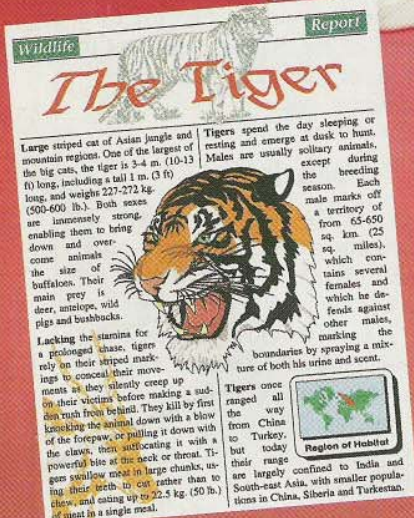 Wildlife
Report
The Tiger
Large striped cat of Asian jungle and
mountain regions. One of the largest of
the big cats, the tiger is 3-4 m. (10-13
ft) long, including a tail 1 m. (3 ft)
long, and weighs 227-272 kg.
(500-600 lb.). Both sexes
are immensely strong,
enabling them to bring
down and over-
come animals
the size of
buffaloes. Their
main prey is
deer, antelope, wild
pigs and bushbacks.
Lacking the stamina for
a prolonged chase, tigers
rely on their striped mark-
ings to conceal their move-
ments as they silently creep up
on their victims before making a sud-
den rush from behind. They kill by first
knocking the animal down with a blow
of the forepaw, or pulling it down with
the claws, then suffocating it with a
powerful bite at the neck or throat. Ti-
gers swallow meat in large chunks, us-
ing their teeth to cut rather than to
chew, and eating up to 22.5 kg. (50 lb.)
of meat in a single meal.
Tigers spend the day sleeping or
resting and emerge at dusk to hunt.
Males are usually solitary animals,
except during
the breeding
season. Each
male marks off
a territory of
from 65-650
sq. km. (25
sq. miles),
which con-
tains several
females and
which he de-
fends against
other males,
marking the
boundaries by spraying a mix-
ture of both his urine and scent.
Tigers once
ranged all
the way
from China
to Turkey,
but today
their range
are largely confined to India and
South-east Asia, with smaller popula-
tions in China, Siberia and Turkestan.
Region of Habitat